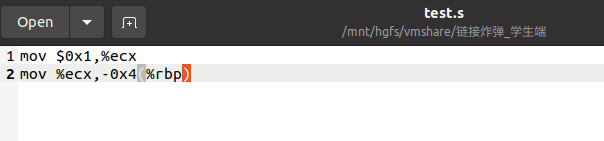 Open
test.s
/mnt/hgfs/vmshare/链接炸弹_学生端
1 mov $0x1,%ecx
2 mov %ecx,-0x4(%rbp)